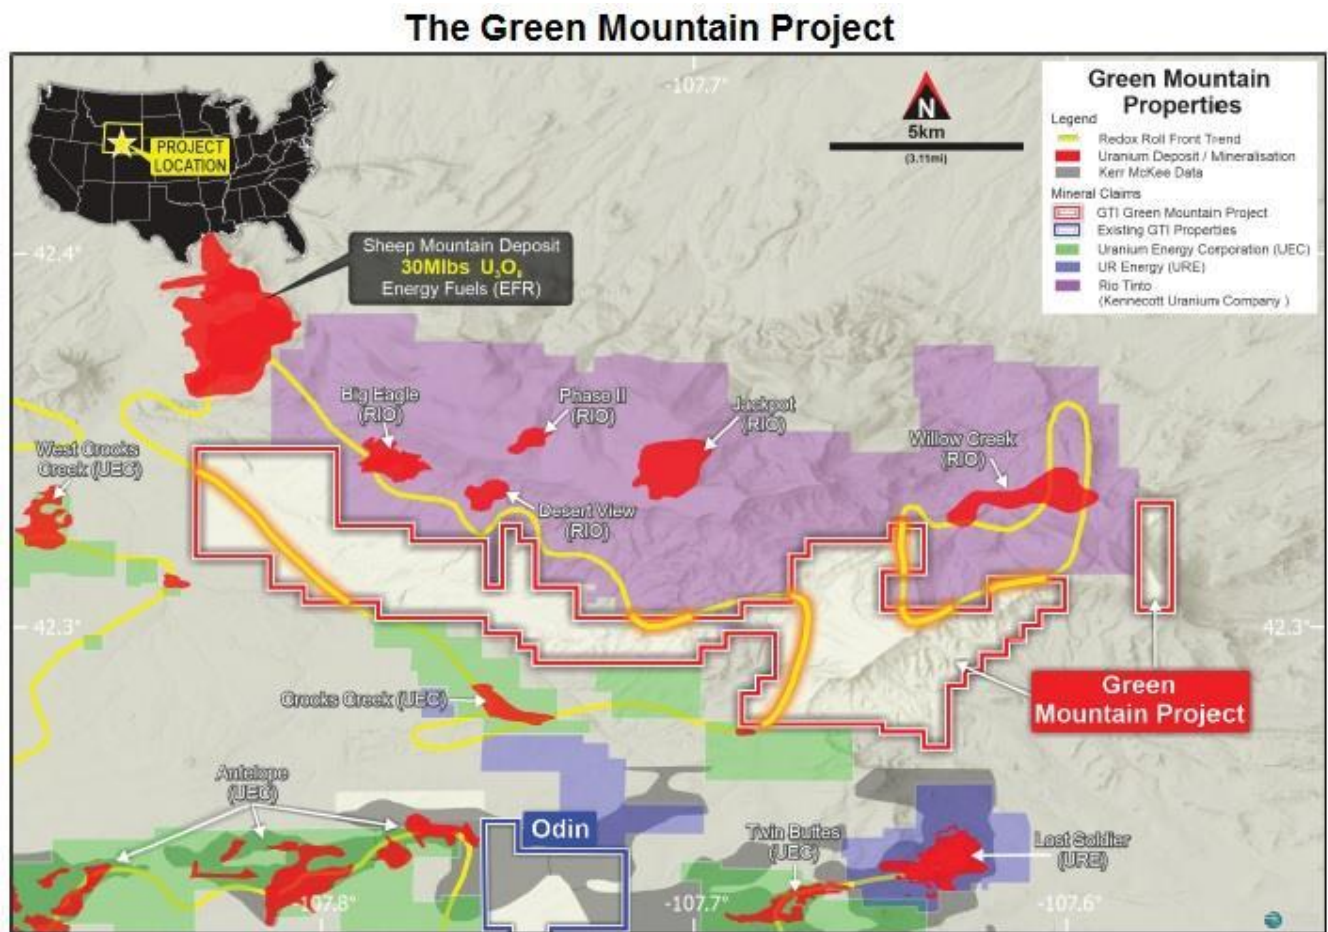 The Green Mountain Project
-107.7°
N
5km
(3.11mi)
Green Mountain
Properties
Legend
Redox Roll Front Trend
Uranium Deposit / Mineralisation
Kerr McKee Data
Mineral Claims
GTI Green Mountain Project
Existing GTI Properties
Uranium Energy Corporation (UEC)
UR Energy (URE)
Rio Tinto
(Kennecott Uranium Company )
PROJECT
LOCATION
42.4°
Sheep Mountain Deposit
30Mlbs U₃O₈
Energy Fuels (EFR)
Big Eagle
(RIO)
Phase II
(RIO)
Jackpot
(RIO)
Willow Creek
(RIO)
West Crooks
Creek (UEC)
Desert View
(RIO)
42.3°
42.3°
Crooks Creek (UEC)
Green
Mountain Project
Antelope
(UEC)
Odin
Twin Buttes
(UEC)
Lost Soldier
(URE)
-107.8°
-107.7°
-107.6°